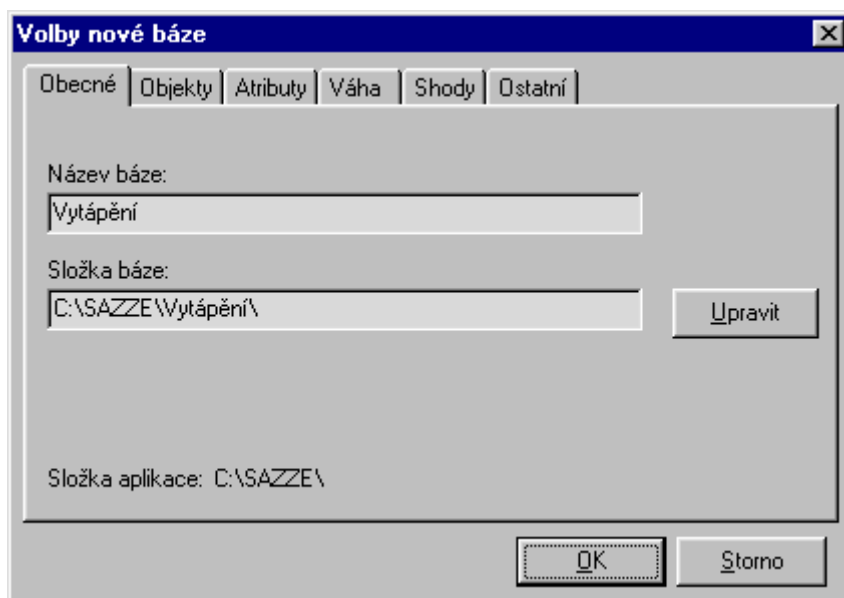 Volby nové báze
Obecné Objekty Atributy Váha Shody Ostatní
Název báze:
Vytápění
Složka báze:
C:\SAZZE\Vytápění\
Upravit
Složka aplikace: C:\SAZZE\
OK Storno